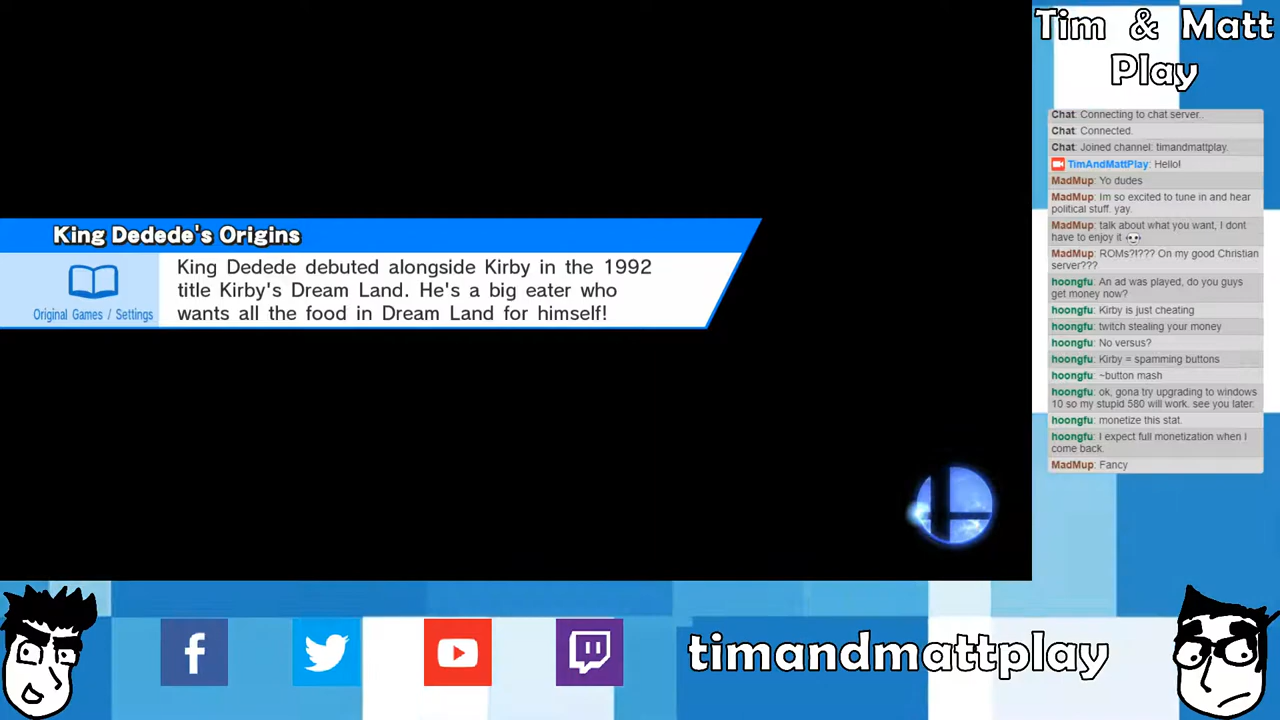 Tim & Matt
Play
King Dedede's Origins
Original Games / Settings
King Dedede debuted alongside Kirby in the 1992
title Kirby's Dream Land. He's a big eater who
wants all the food in Dream Land for himself!
Chat: Connecting to chat server..
Chat: Connected.
Chat: Joined channel: timandmattplay.
TimAndMattPlay: Hello!
MadMup: Yo dudes
MadMup: Im so excited to tune in and hear
political stuff. yay.
MadMup: talk about what you want, I dont
have to enjoy it
MadMup: ROMs?!??? On my good Christian
server???
hoongfu: An ad was played, do you guys
get money now?
hoongfu: Kirby is just cheating
hoongfu: twitch stealing your money
hoongfu: No versus?
hoongfu: Kirby = spamming buttons
hoongfu: ~button mash
hoongfu: ok, gona try upgrading to windows
10 so my stupid 580 will work. see you later.
hoongfu: monetize this stat.
hoongfu: I expect full monetization when I
come back.
MadMup: Fancy
timandmattplay